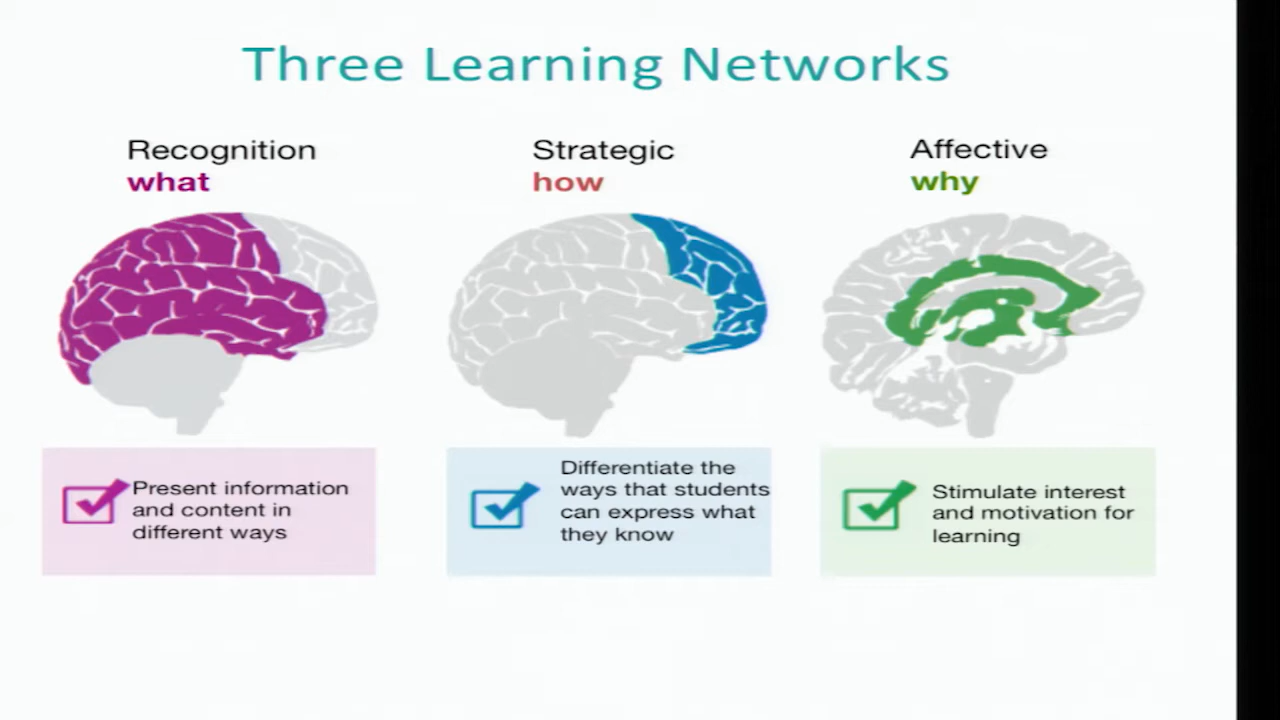 Three Learning Networks
Recognition
what
Strategic
how
Affective
why
Present information
and content in
different ways
Differentiate the
ways that students
can express what
they know
Stimulate interest
and motivation for
learning